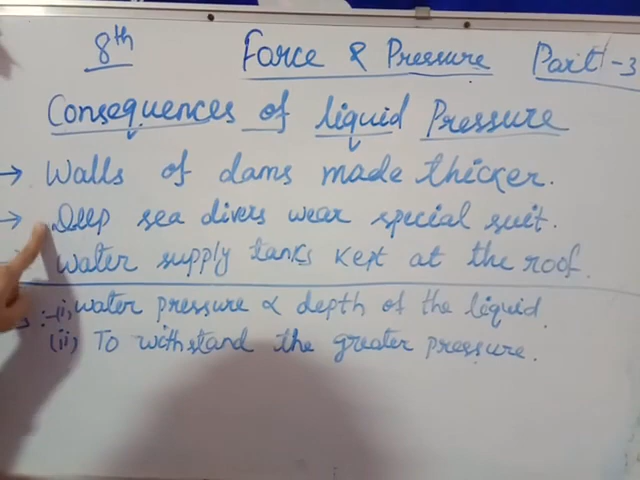 8th Force & Pressure Part-3
Consequences of liquid Pressure
→ Walls of dams made thicker.
→ Deep sea divers wear special suit.
Water supply tanks kept at the roof.
:-(i) water pressure ∝ depth of the liquid.
(ii) To withstand the greater pressure.